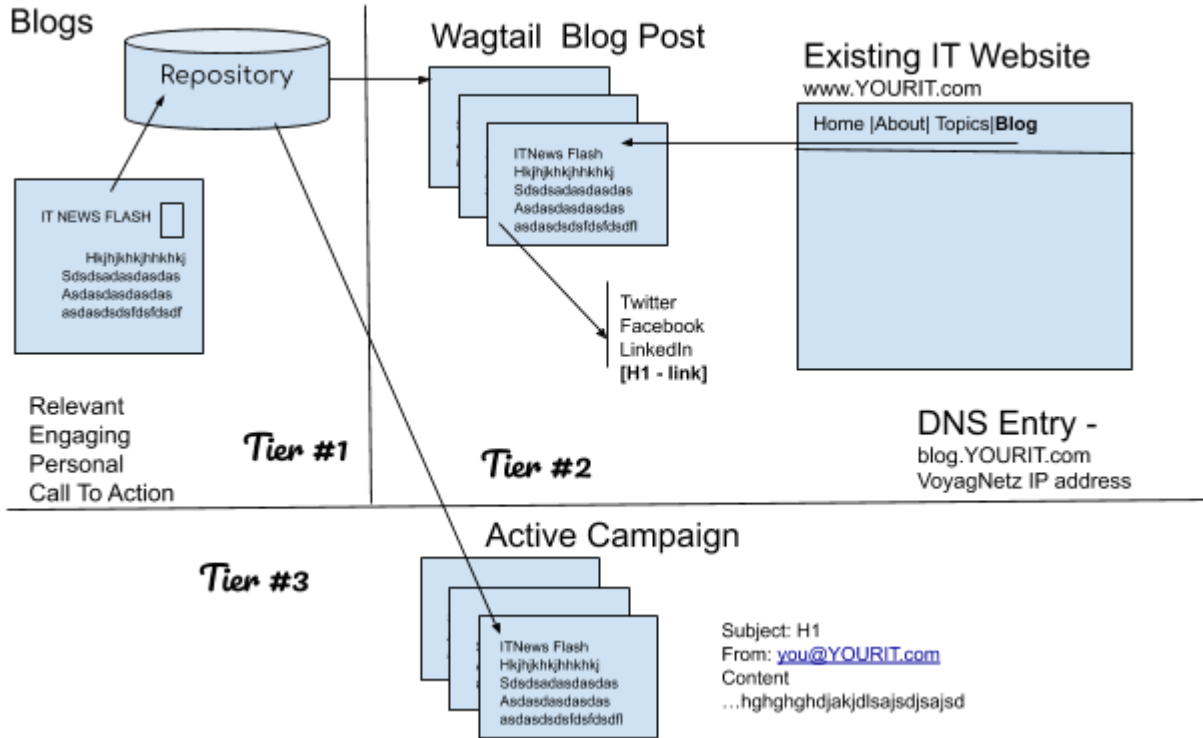 Blogs
Repository
IT NEWS FLASH
Hkjhjkhkjhhkhkj
Sdsdsadasdasdas
Asdasdasdasdas
asdasdsdsfdsfdsdf
Relevant
Engaging
Personal
Call To Action
Tier #1
Wagtail Blog Post
ITNews Flash
Hkjhjkhkjhhkhkj
Sdsdsadasdasdas
Asdasdasdasdas
asdasdsdsfdsfdsdfl
Twitter
Facebook
LinkedIn
[H1 - link]
Tier #2
Existing IT Website
www.YOURIT.com
Home |About| Topics|Blog
DNS Entry -
blog.YOURIT.com
VoyagNetz IP address
Tier #3
Active Campaign
ITNews Flash
Hkjhjkhkjhhkhkj
Sdsdsadasdasdas
Asdasdasdasdas
asdasdsdsfdsfdsdfl
Subject: H1
From: you@YOURIT.com
Content
…hghghghdjakjdlsajsdjsajsd